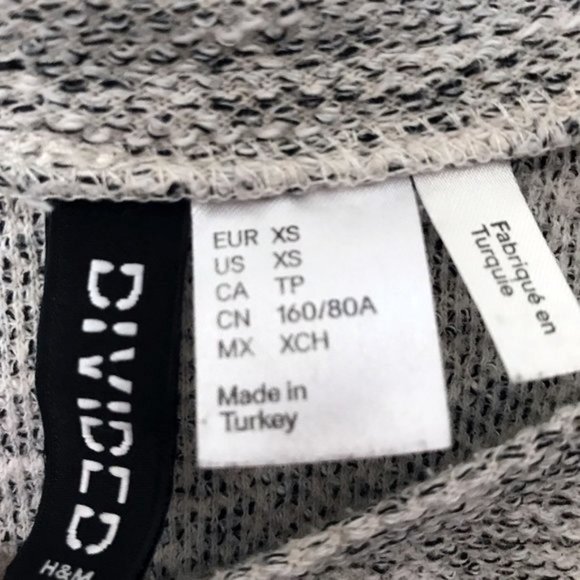 DIVIDED
H&M
EUR XS
US XS
CA TP
CN 160/80A
MX XCH
Made in
Turkey
Fabriqué en
Turquie